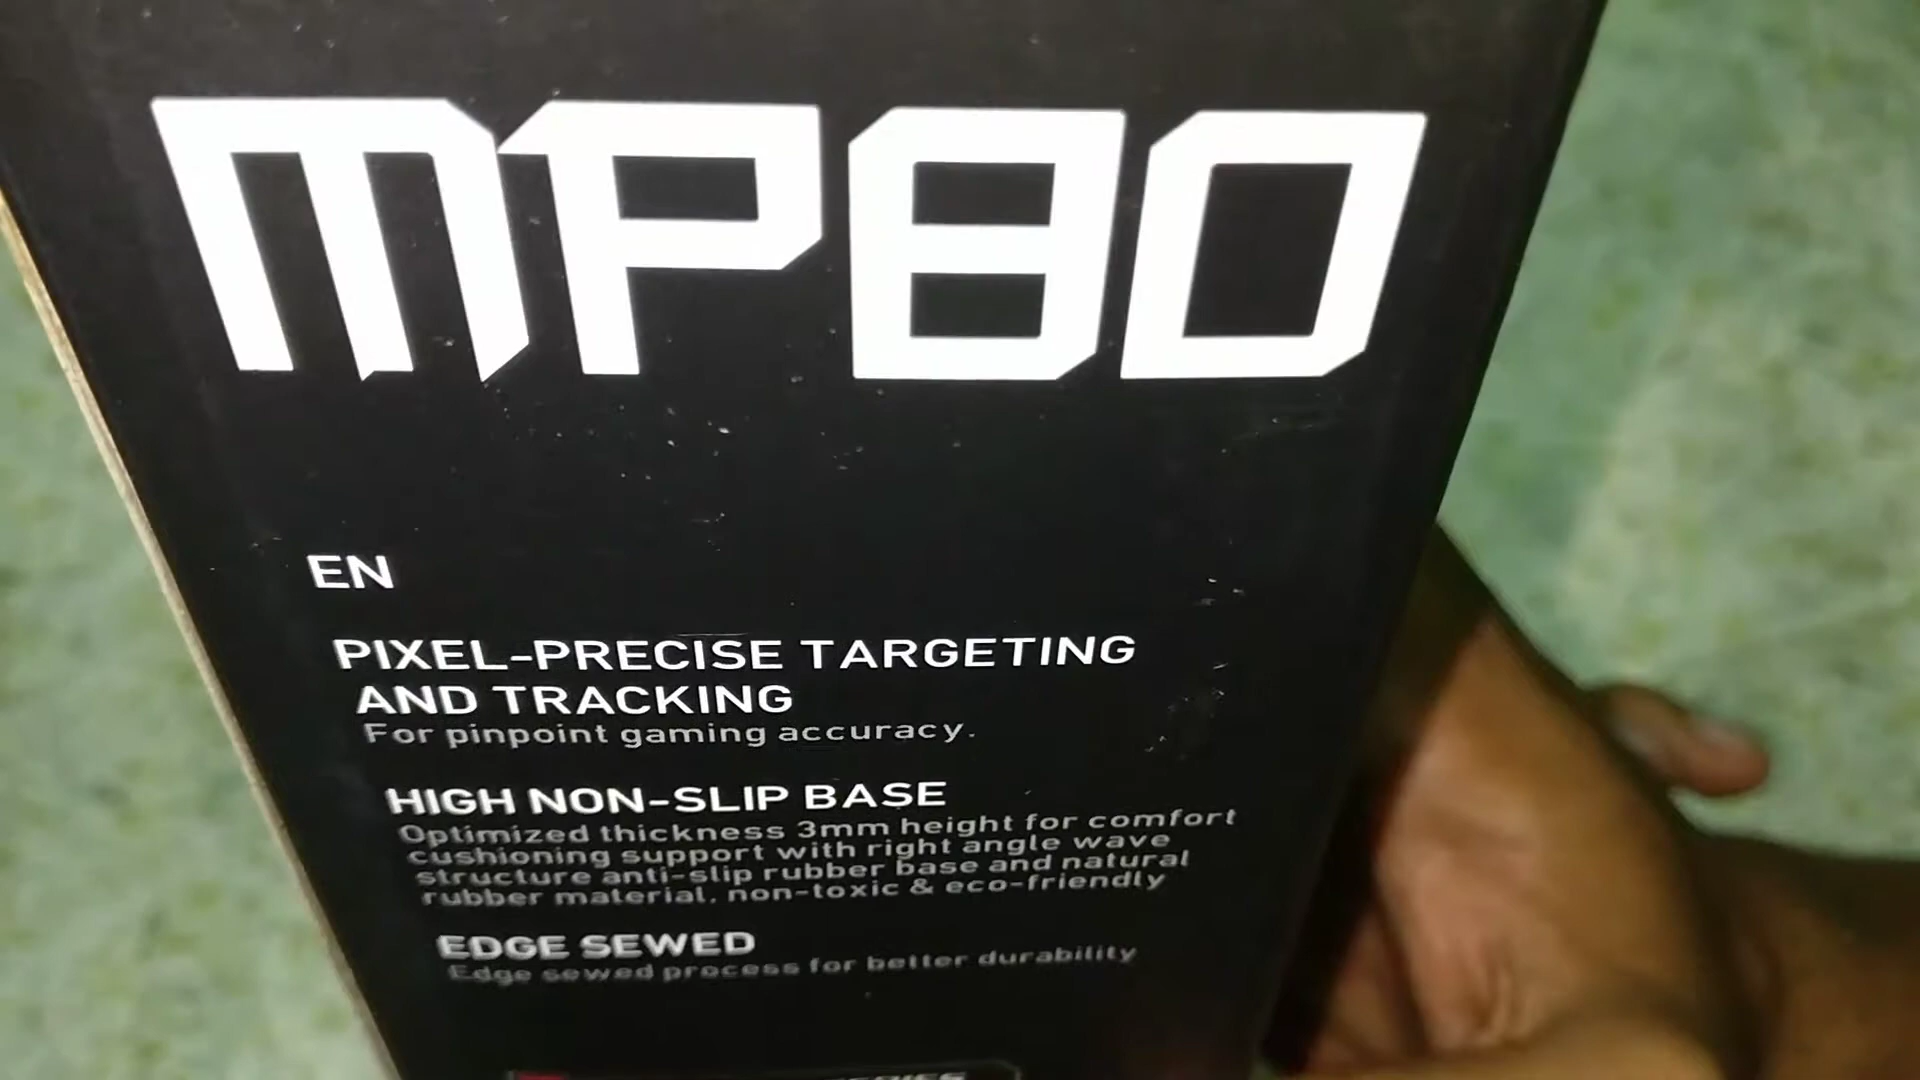 MP80
EN
PIXEL-PRECISE TARGETING
AND TRACKING
For pinpoint gaming accuracy.
HIGH NON-SLIP BASE
Optimized thickness 3mm height for comfort
cushioning support with right angle wave
structure anti-slip rubber base and natural
rubber material, non-toxic & eco-friendly
EDGE SEWED
Edge sewed process for better durability